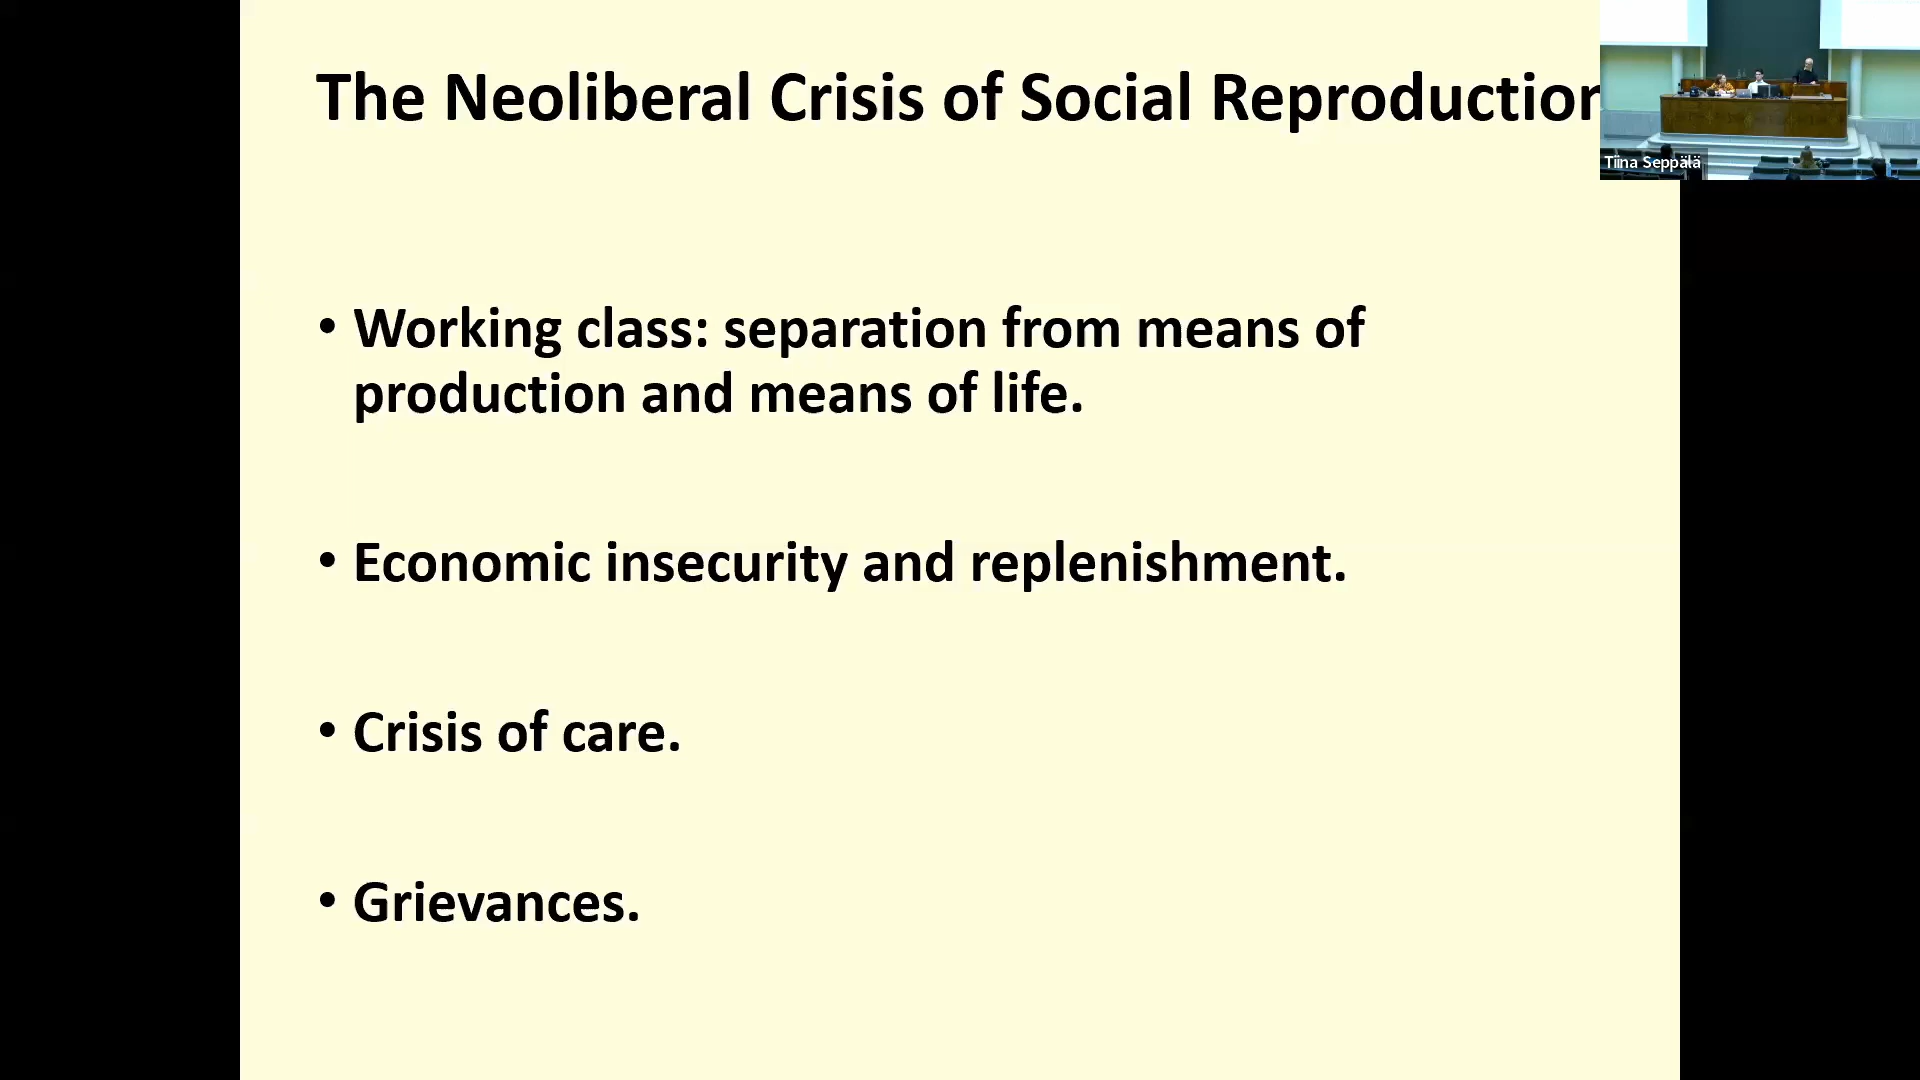 The Neoliberal Crisis of Social Reproduction
Tiina Seppälä
• Working class: separation from means of
production and means of life.
• Economic insecurity and replenishment.
• Crisis of care.
• Grievances.